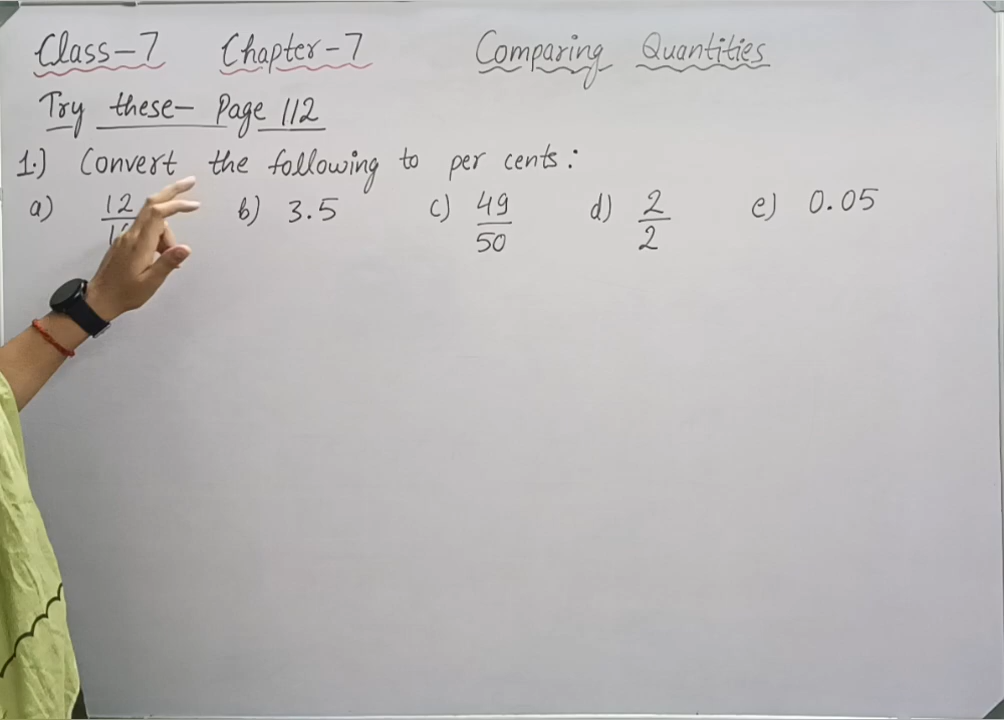 Class-7 Chapter-7 Comparing Quantities
Try these- Page 112
1.) Convert the following to per cents:
a) 12/ b) 3.5 c) 49/50 d) 2/2 e) 0.05